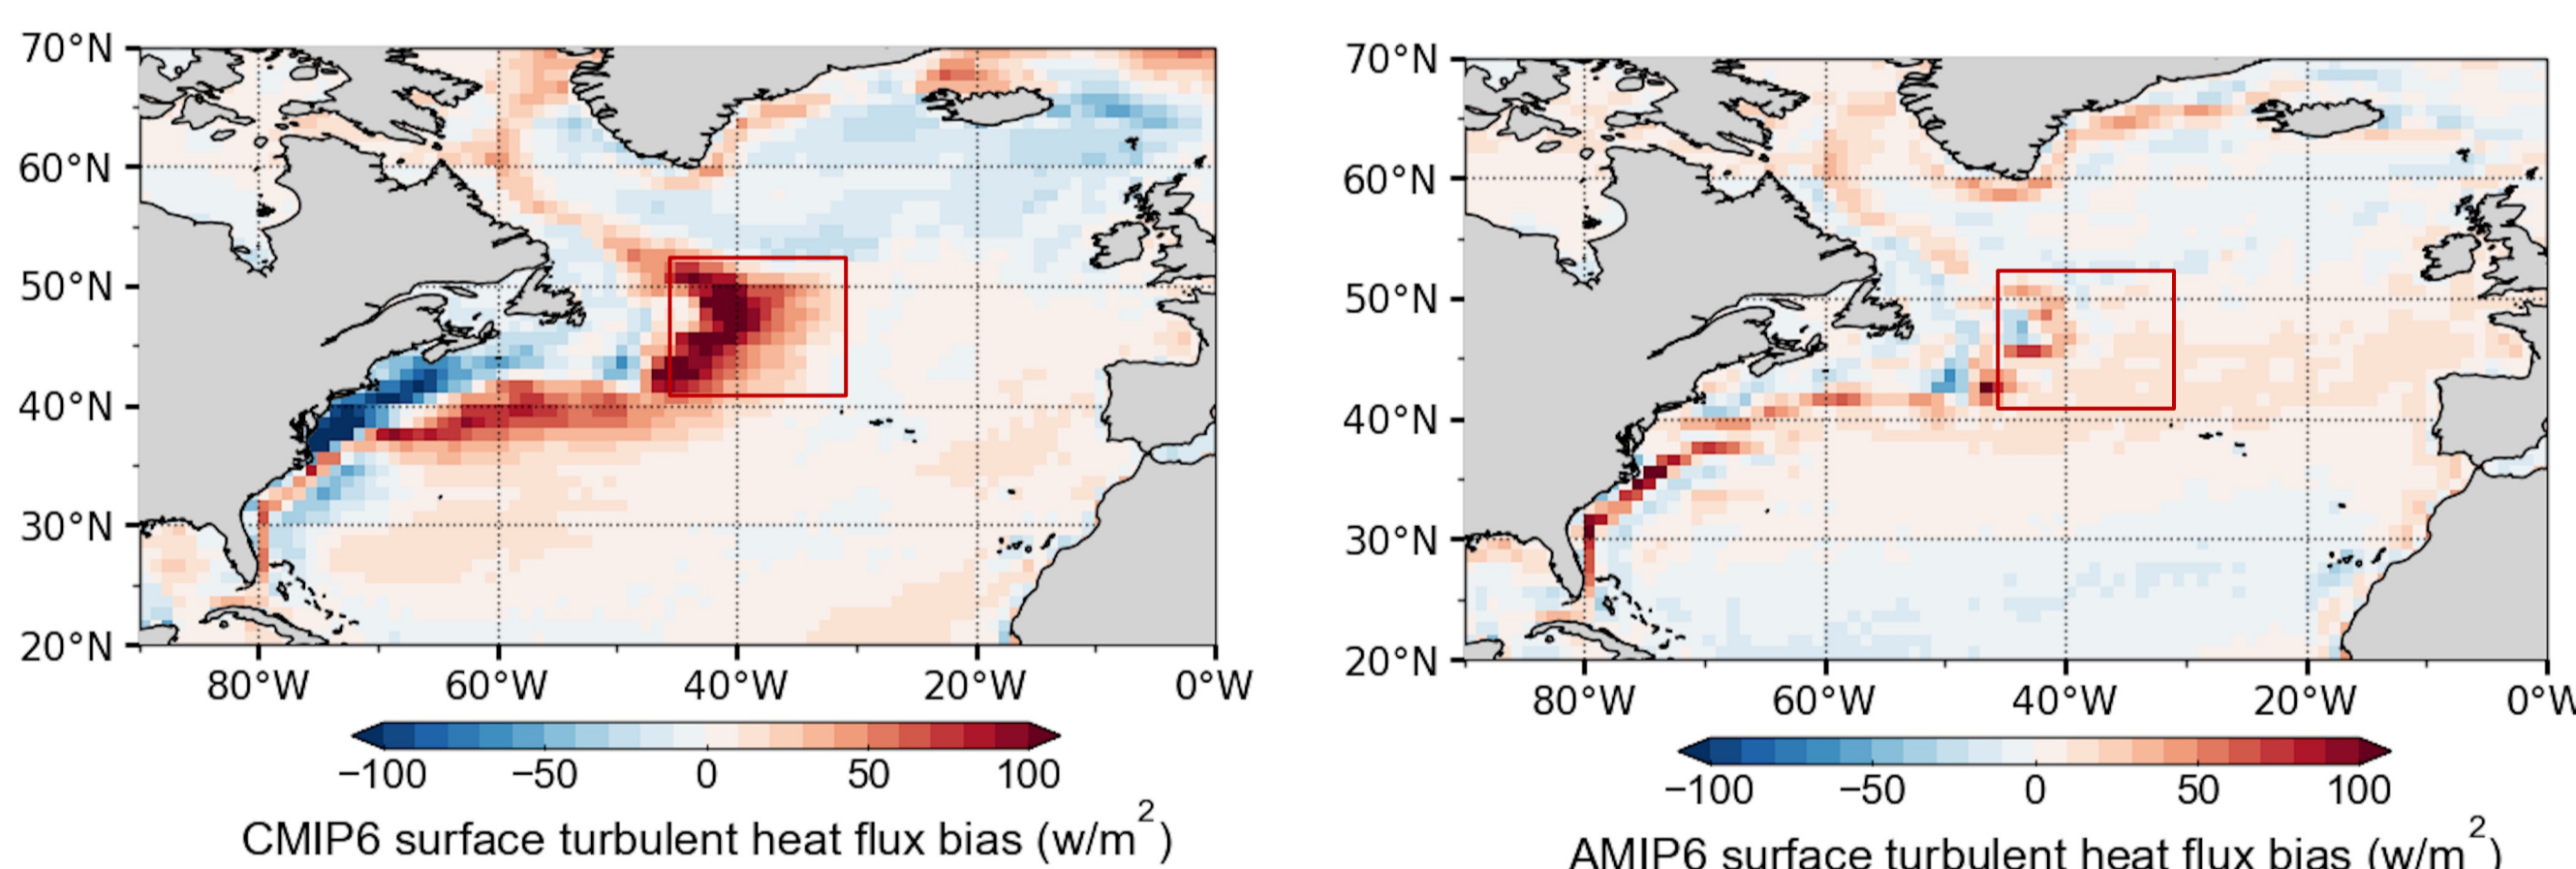 70°N
60°N
50°N
40°N
30°N
20°N
80°W 60°W 40°W 20°W 0°W
−100 −50 0 50 100
CMIP6 surface turbulent heat flux bias (w/m2)
70°N
60°N
50°N
40°N
30°N
20°N
80°W 60°W 40°W 20°W 0°W
−100 −50 0 50 100
AMIP6 surface turbulent heat flux bias (w/m2)